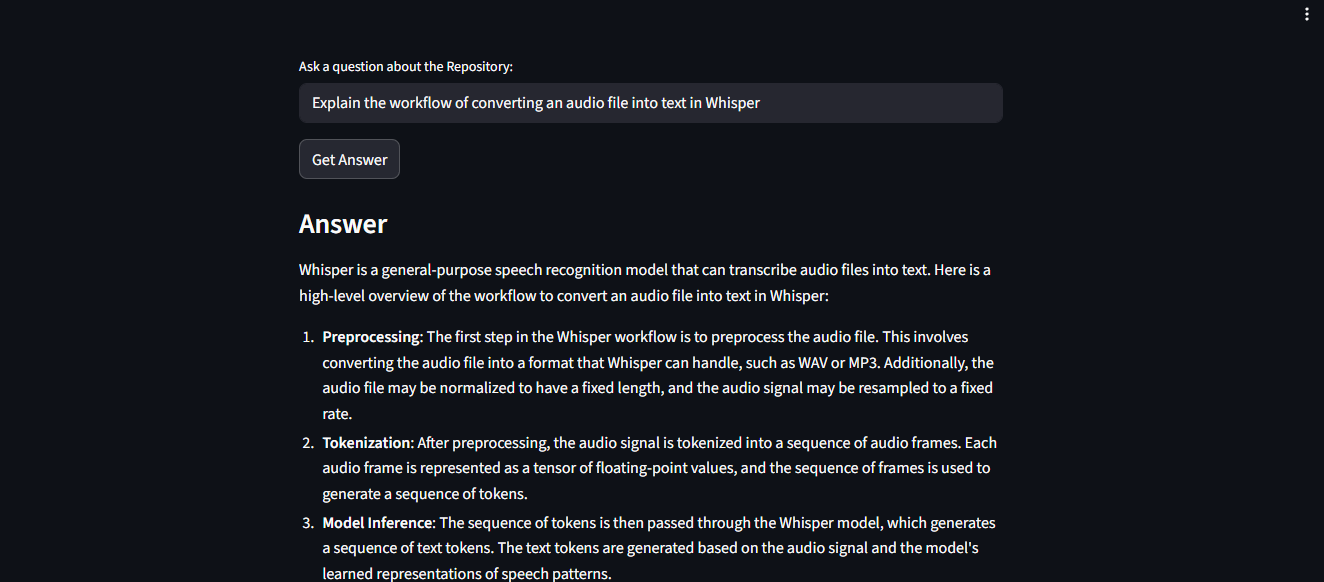 Ask a question about the Repository:
Explain the workflow of converting an audio file into text in Whisper
Get Answer
Answer
Whisper is a general-purpose speech recognition model that can transcribe audio files into text. Here is a
high-level overview of the workflow to convert an audio file into text in Whisper:
1. Preprocessing: The first step in the Whisper workflow is to preprocess the audio file. This involves
converting the audio file into a format that Whisper can handle, such as WAV or MP3. Additionally, the
audio file may be normalized to have a fixed length, and the audio signal may be resampled to a fixed
rate.
2. Tokenization: After preprocessing, the audio signal is tokenized into a sequence of audio frames. Each
audio frame is represented as a tensor of floating-point values, and the sequence of frames is used to
generate a sequence of tokens.
3. Model Inference: The sequence of tokens is then passed through the Whisper model, which generates
a sequence of text tokens. The text tokens are generated based on the audio signal and the model's
learned representations of speech patterns.